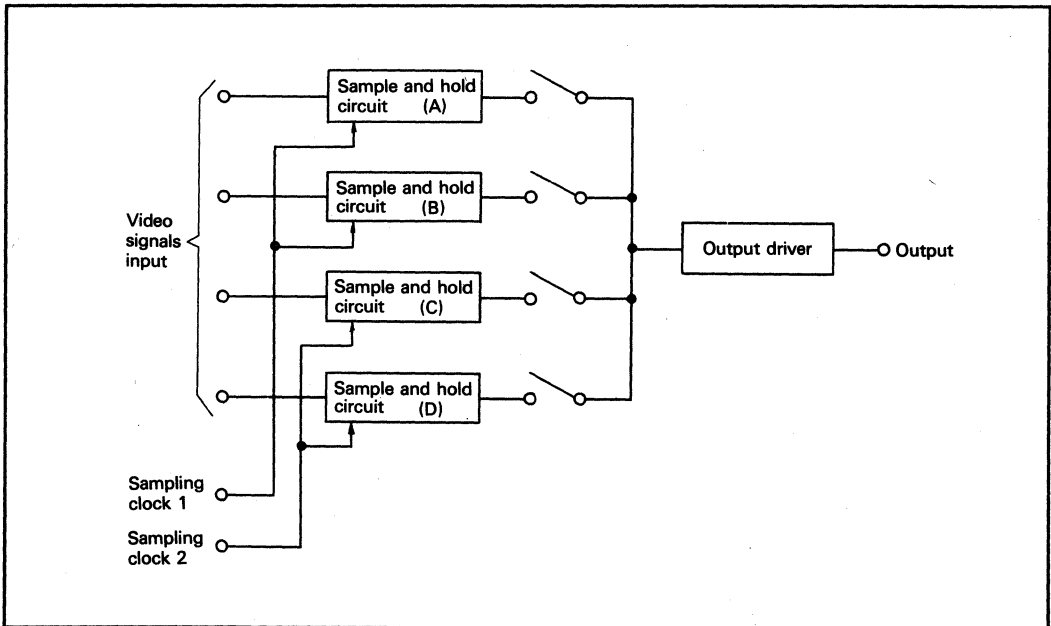 Sample and hold
circuit (A)
Sample and hold
circuit (B)
Video
signals
input
Output driver
Output
Sample and hold
circuit (C)
Sample and hold
circuit (D)
Sampling
clock 1
Sampling
clock 2